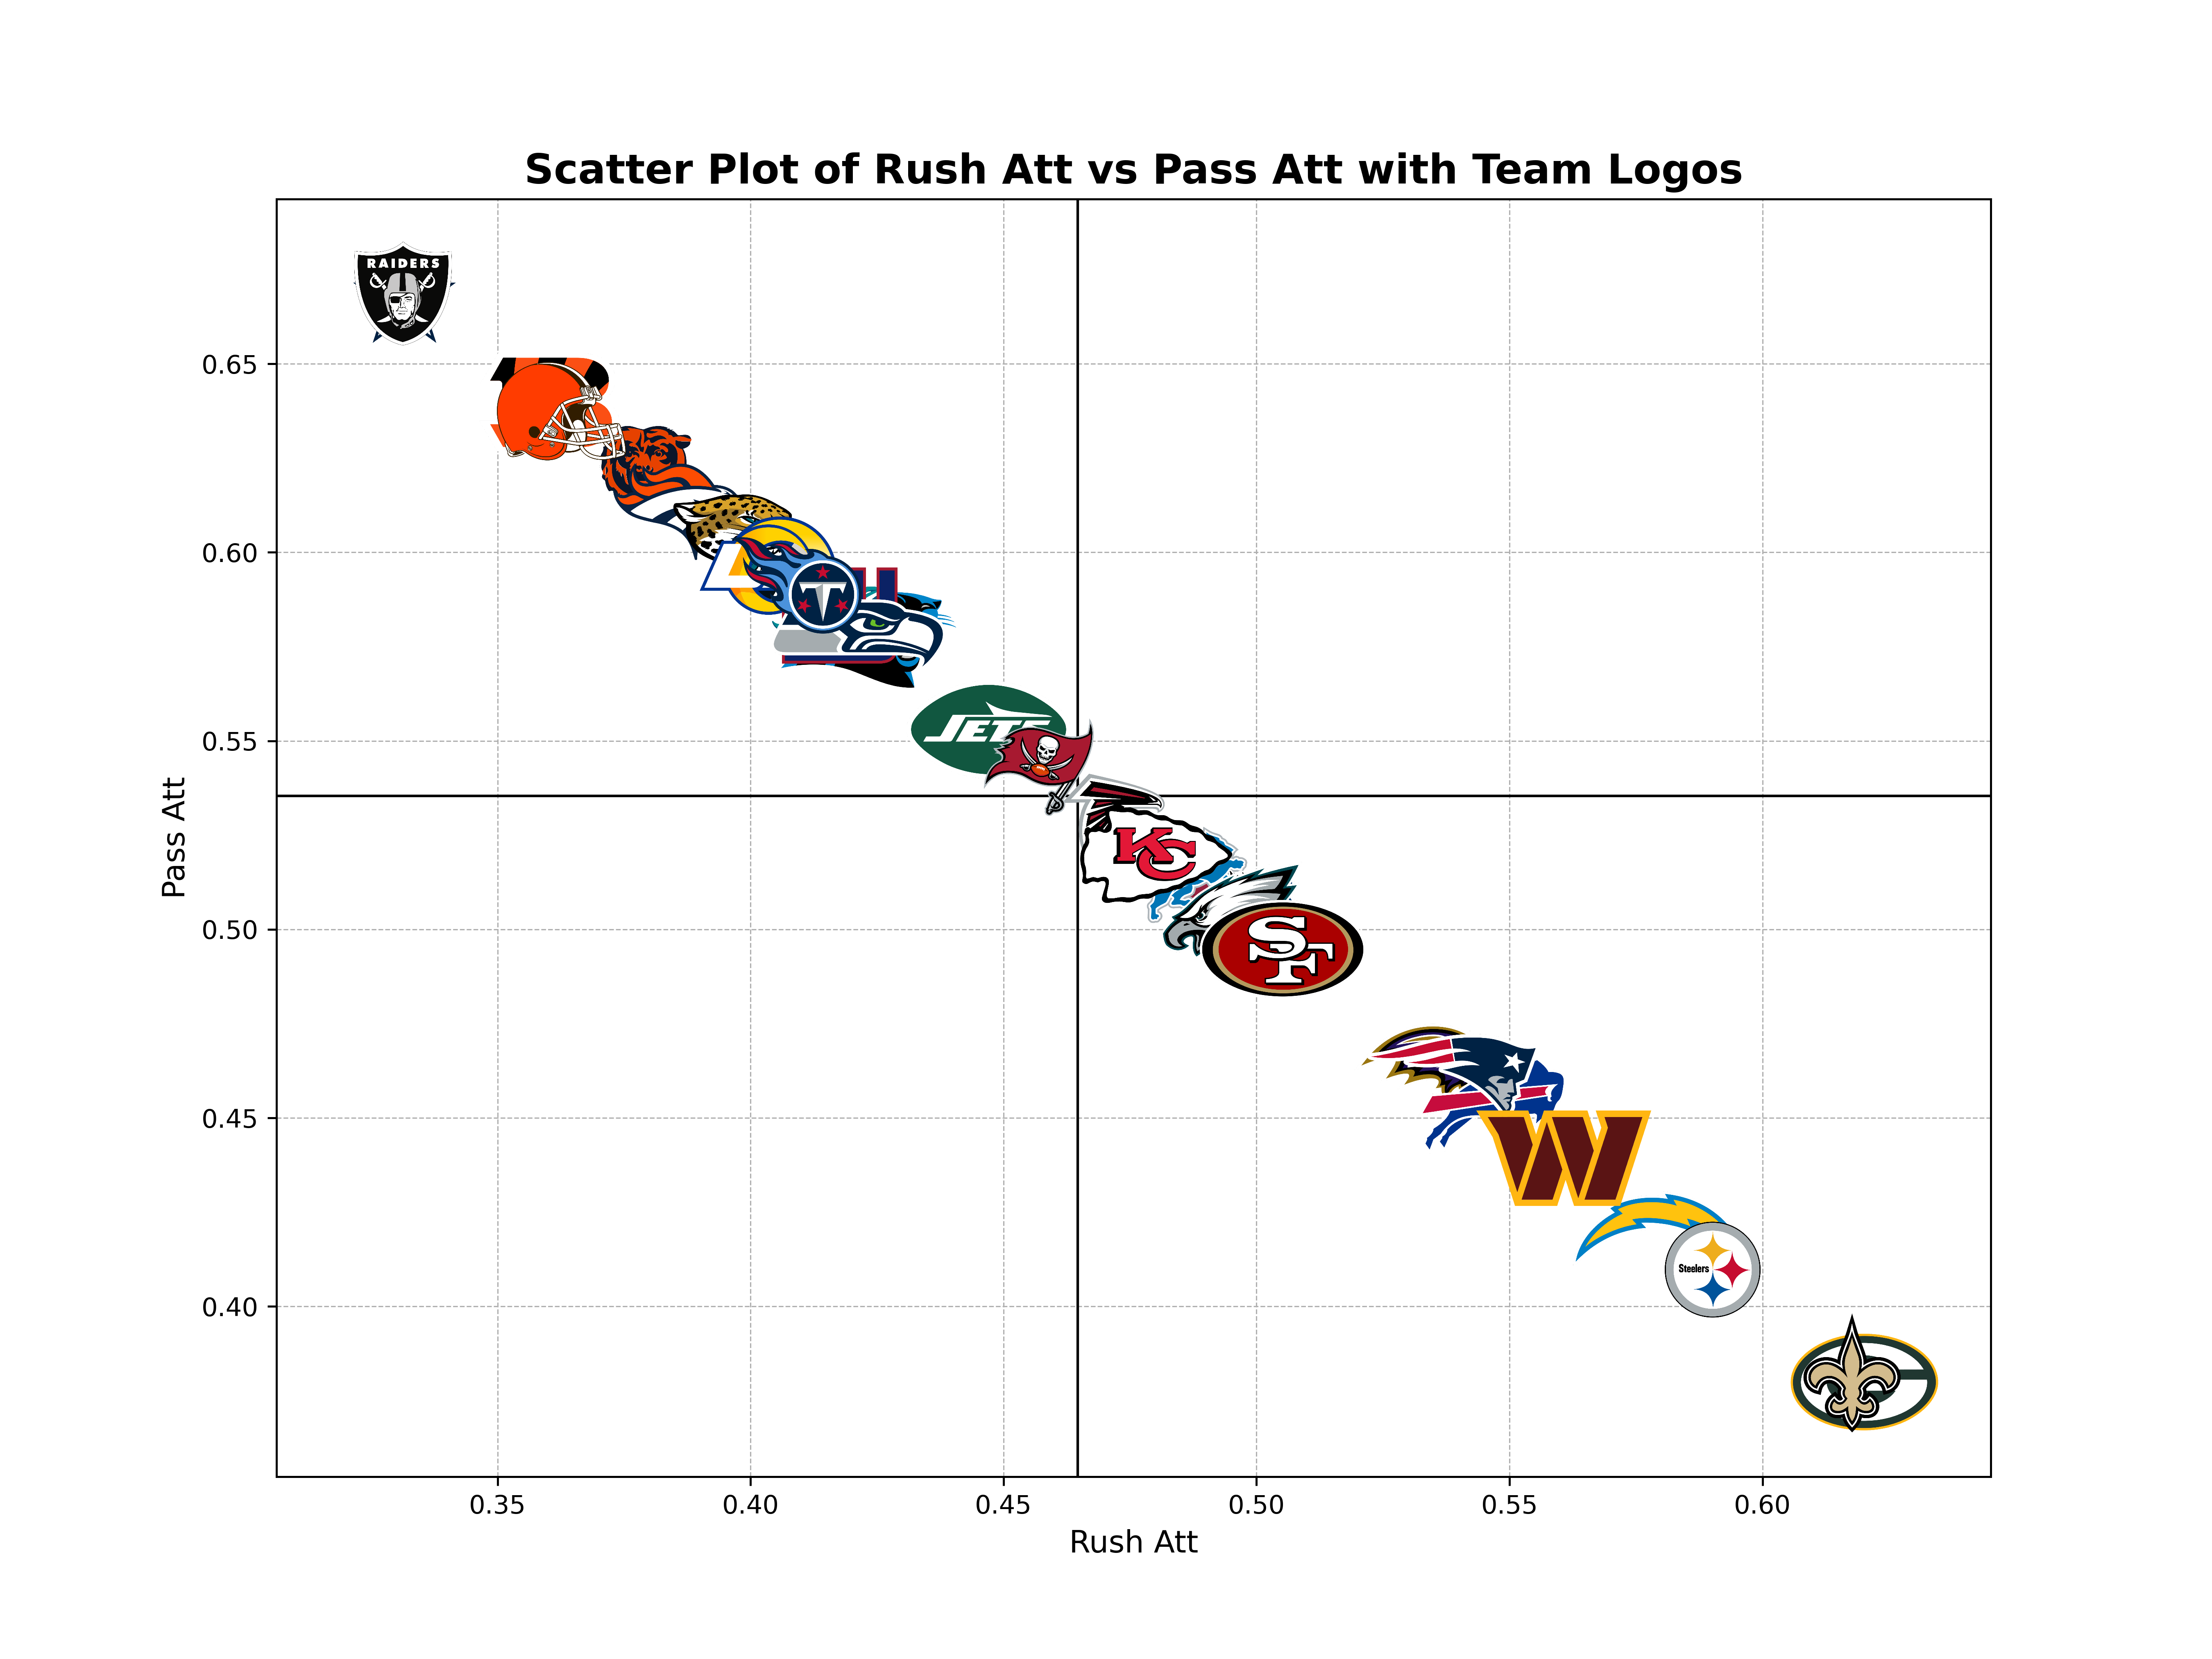 Scatter Plot of Rush Att vs Pass Att with Team Logos
RAIDERS
0.65
0.60
T
0.55
JETS
Pass Att
KC
0.50
SF
0.45
W
0.40
Steelers
G
0.35 0.40 0.45 0.50 0.55 0.60
Rush Att